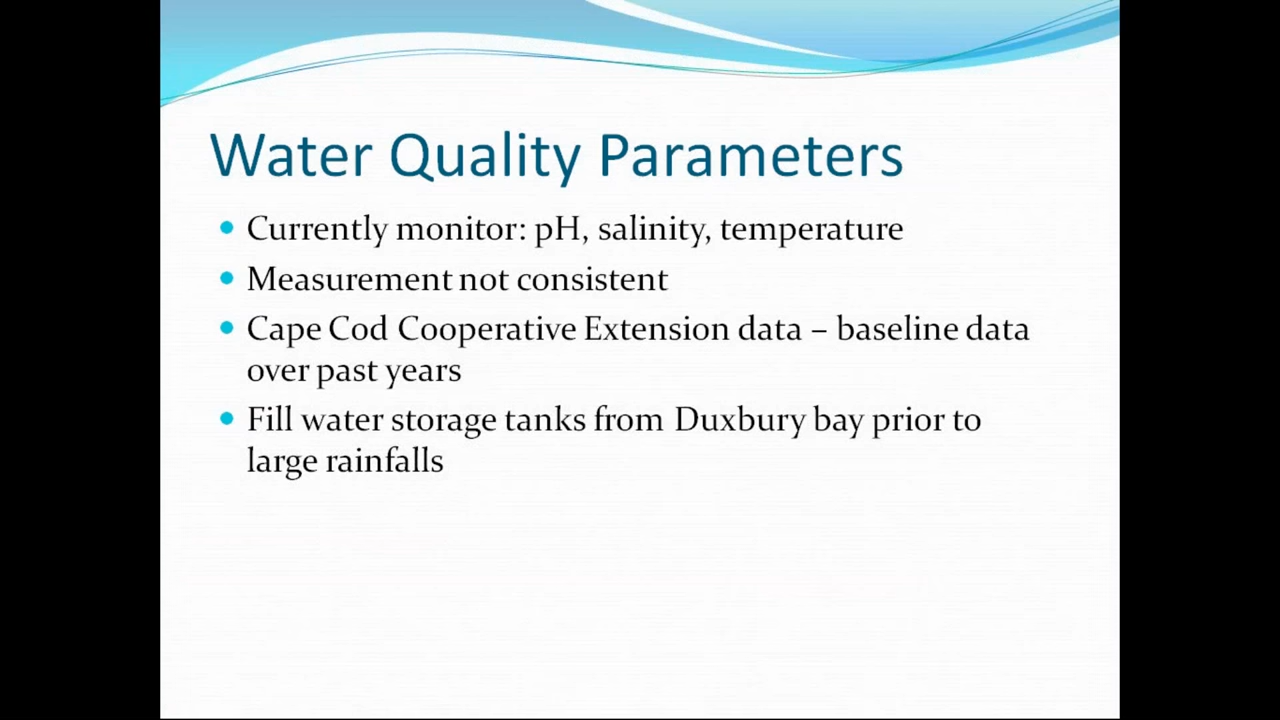 Water Quality Parameters
• Currently monitor: pH, salinity, temperature
• Measurement not consistent
• Cape Cod Cooperative Extension data – baseline data
over past years
• Fill water storage tanks from Duxbury bay prior to
large rainfalls